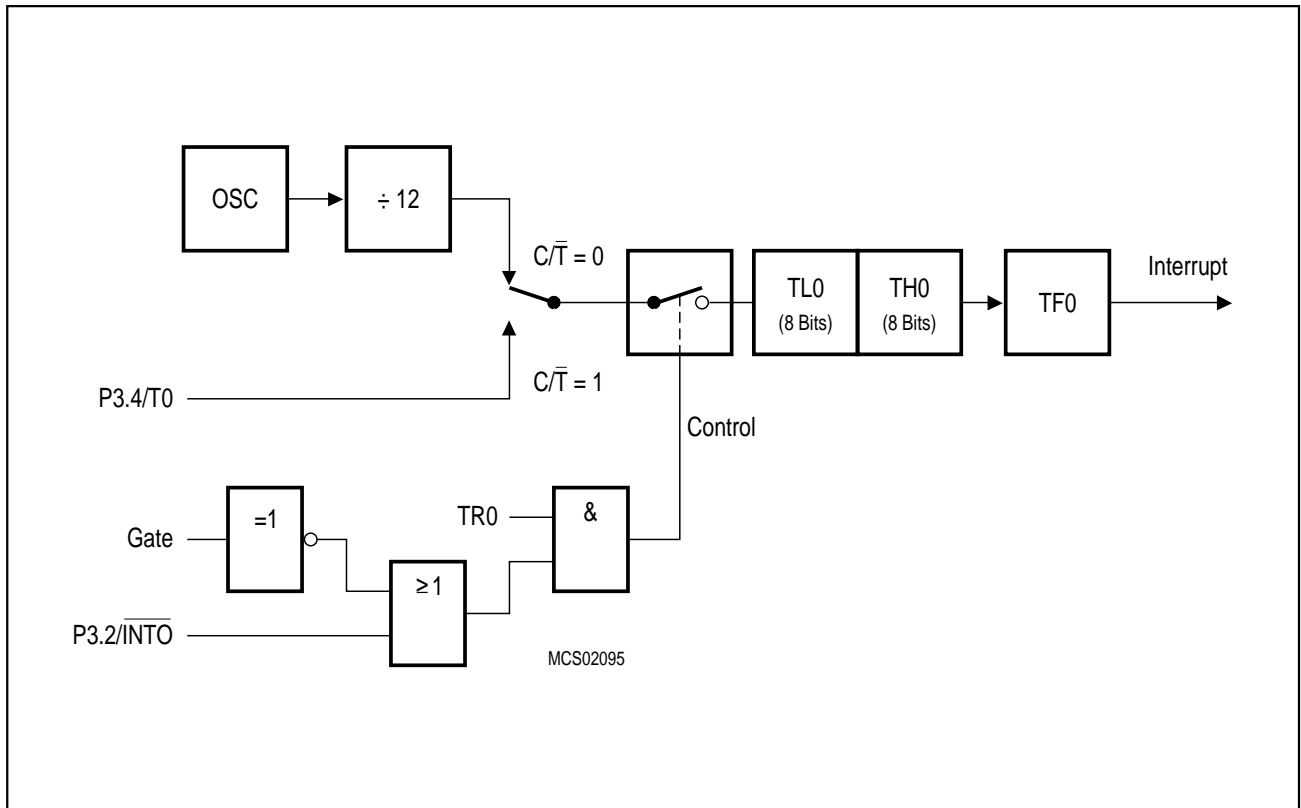 OSC
÷ 12
C/T̅ = 0
TL0
(8 Bits)
TH0
(8 Bits)
TF0
Interrupt
P3.4/T0
C/T̅ = 1
Control
Gate
=1
TR0
&
≥ 1
P3.2/I̅N̅T̅O̅
MCS02095